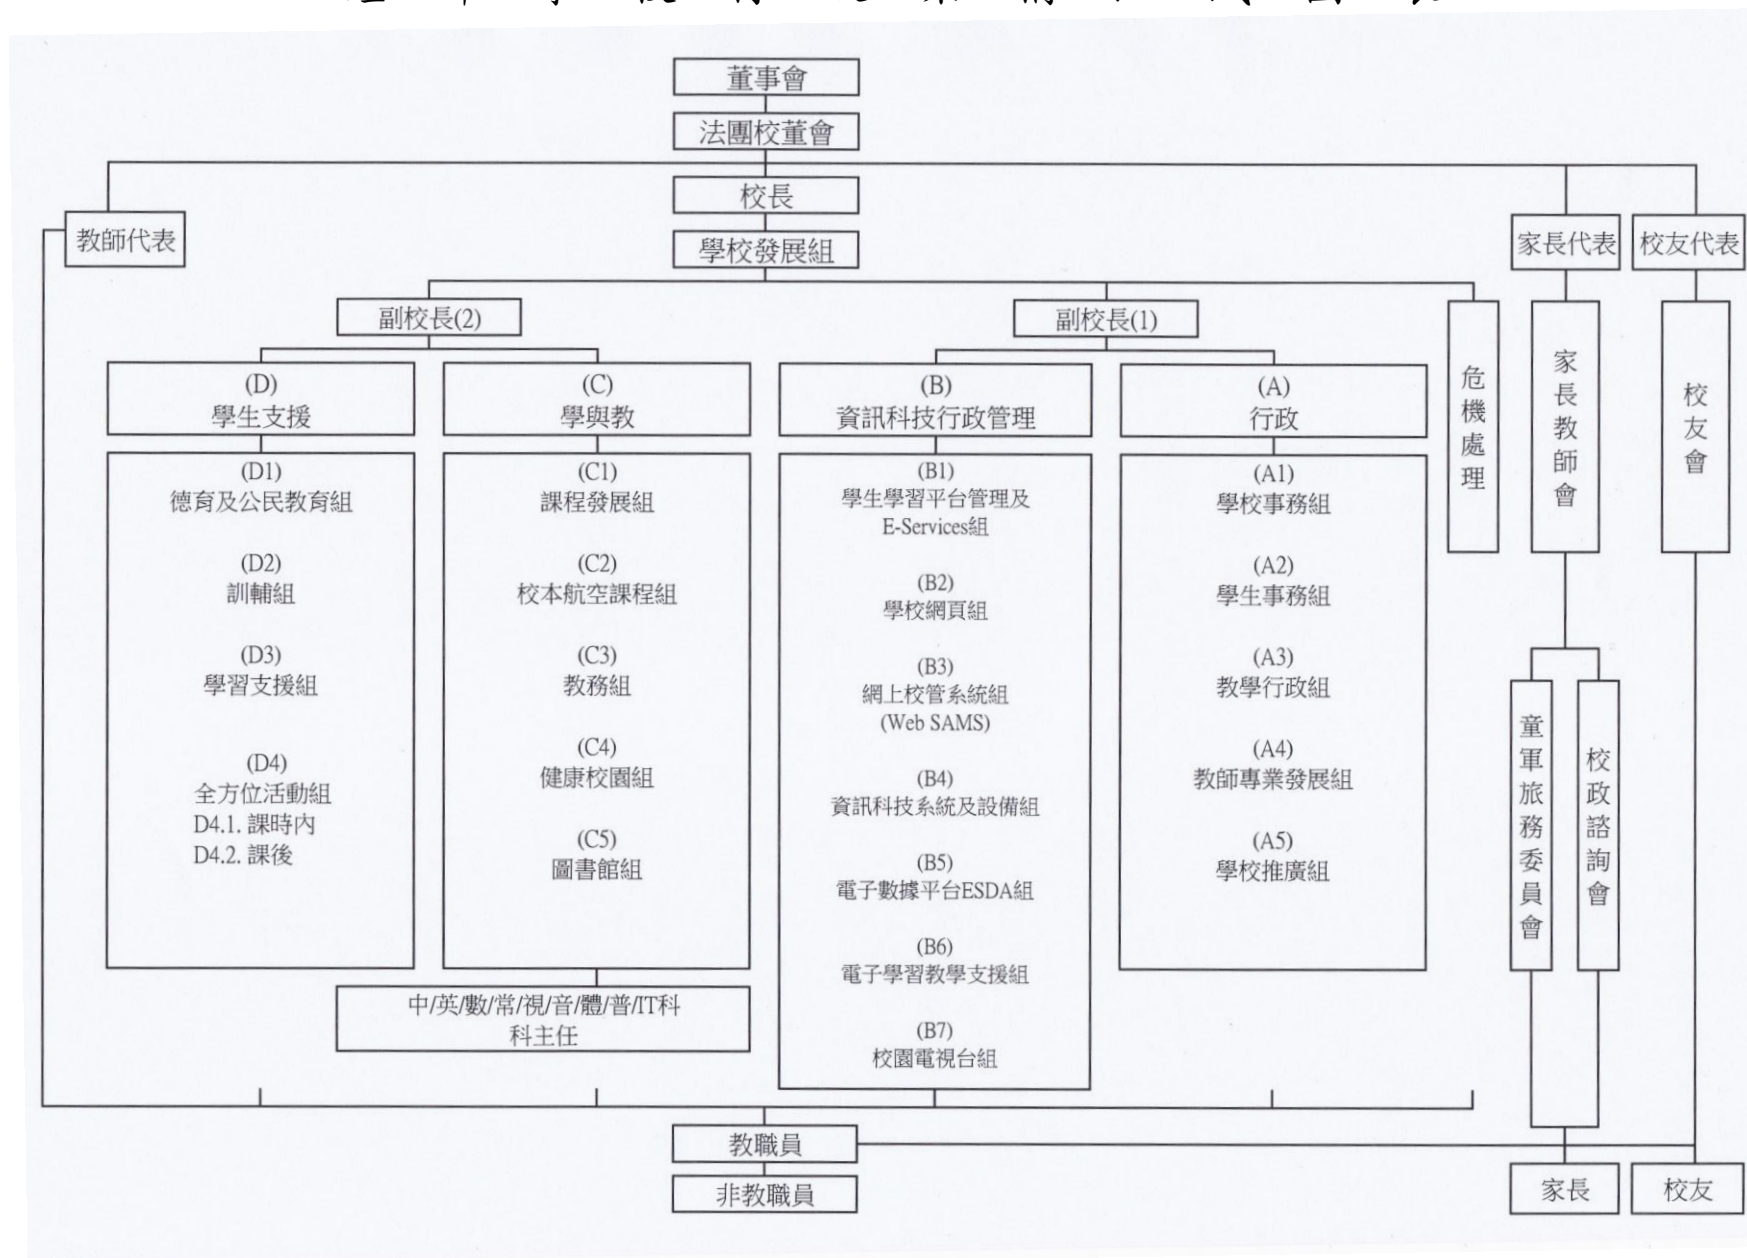 董事會
法團校董會
校長
學校發展組
教師代表
家長代表
校友代表
副校長(2)
副校長(1)
危機處理
家長教師會
校友會
(D)
學生支援
(C)
學與教
(B)
資訊科技行政管理
(A)
行政
(D1)
德育及公民教育組
(D2)
訓輔組
(D3)
學習支援組
(D4)
全方位活動組
D4.1. 課時內
D4.2. 課後
(C1)
課程發展組
(C2)
校本航空課程組
(C3)
教務組
(C4)
健康校園組
(C5)
圖書館組
中/英/數/常/視/音/體/普/IT科
科主任
(B1)
學生學習平台管理及
E-Services組
(B2)
學校網頁組
(B3)
網上校管系統組
(Web SAMS)
(B4)
資訊科技系統及設備組
(B5)
電子數據平台ESDA組
(B6)
電子學習教學支援組
(B7)
校園電視台組
(A1)
學校事務組
(A2)
學生事務組
(A3)
教學行政組
(A4)
教師專業發展組
(A5)
學校推廣組
童軍旅務委員會
校政諮詢會
教職員
非教職員
家長
校友